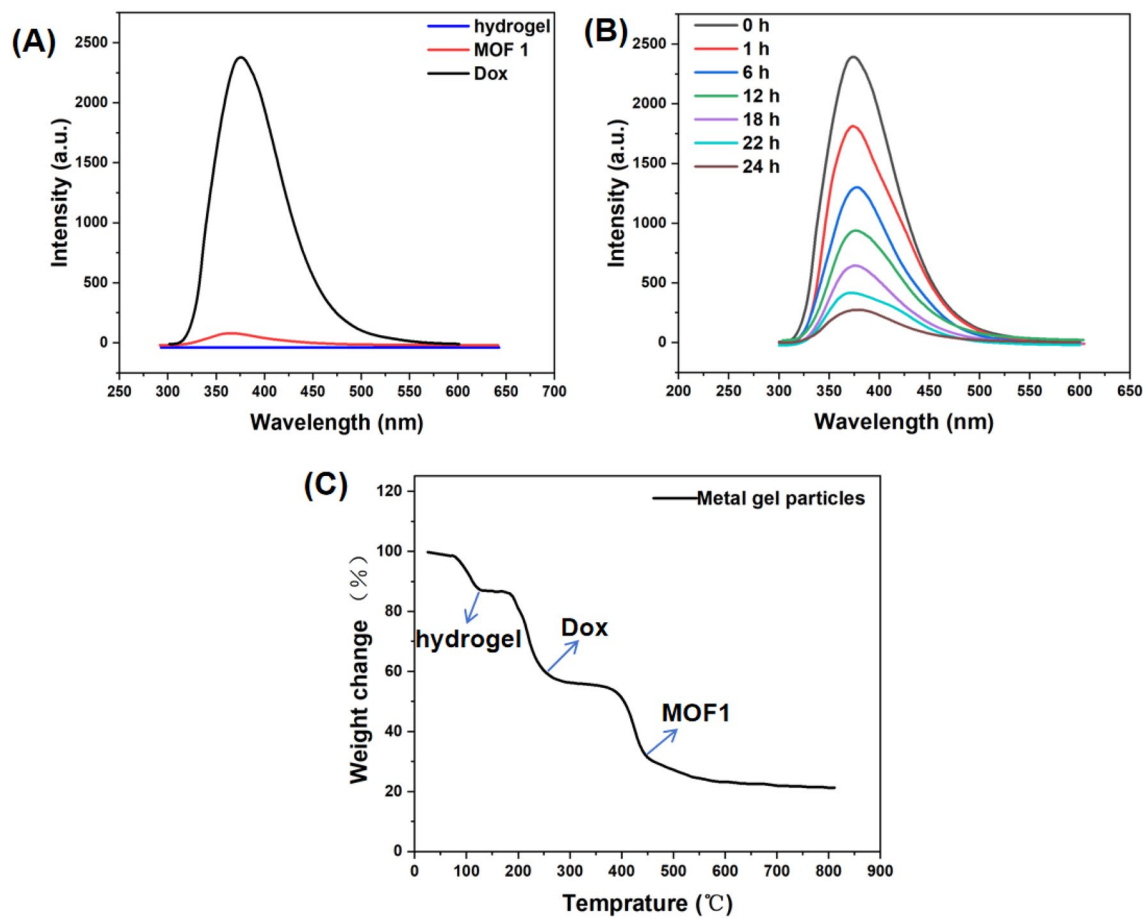 (A)
hydrogel
MOF 1
Dox
2500
2000
1500
1000
500
0
Intensity (a.u.)
250 300 350 400 450 500 550 600 650 700
Wavelength (nm)
(B)
0 h
1 h
6 h
12 h
18 h
22 h
24 h
2500
2000
1500
1000
500
0
Intensity (a.u.)
200 250 300 350 400 450 500 550 600 650
Wavelength (nm)
(C)
Metal gel particles
120
100
80
60
40
20
0
Weight change（%）
hydrogel
Dox
MOF1
0 100 200 300 400 500 600 700 800 900
Temprature (℃)